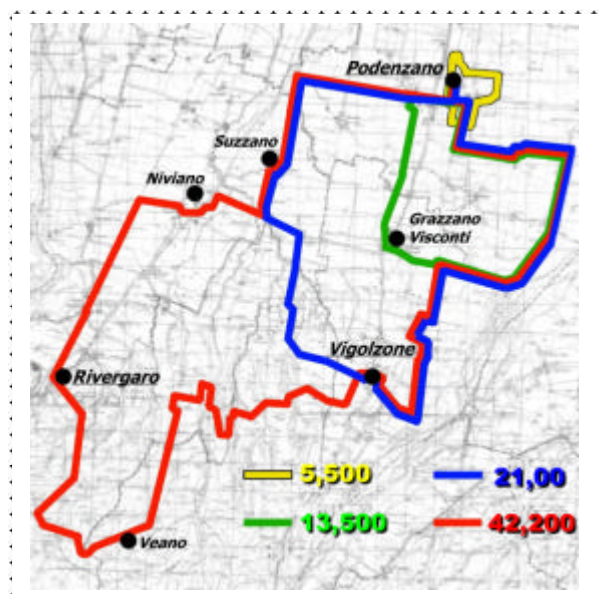 Podenzano
Suzzano
Niviano
Grazzano
Visconti
Vigolzone
Rivergaro
5,500
21,00
13,500
42,200
Veano